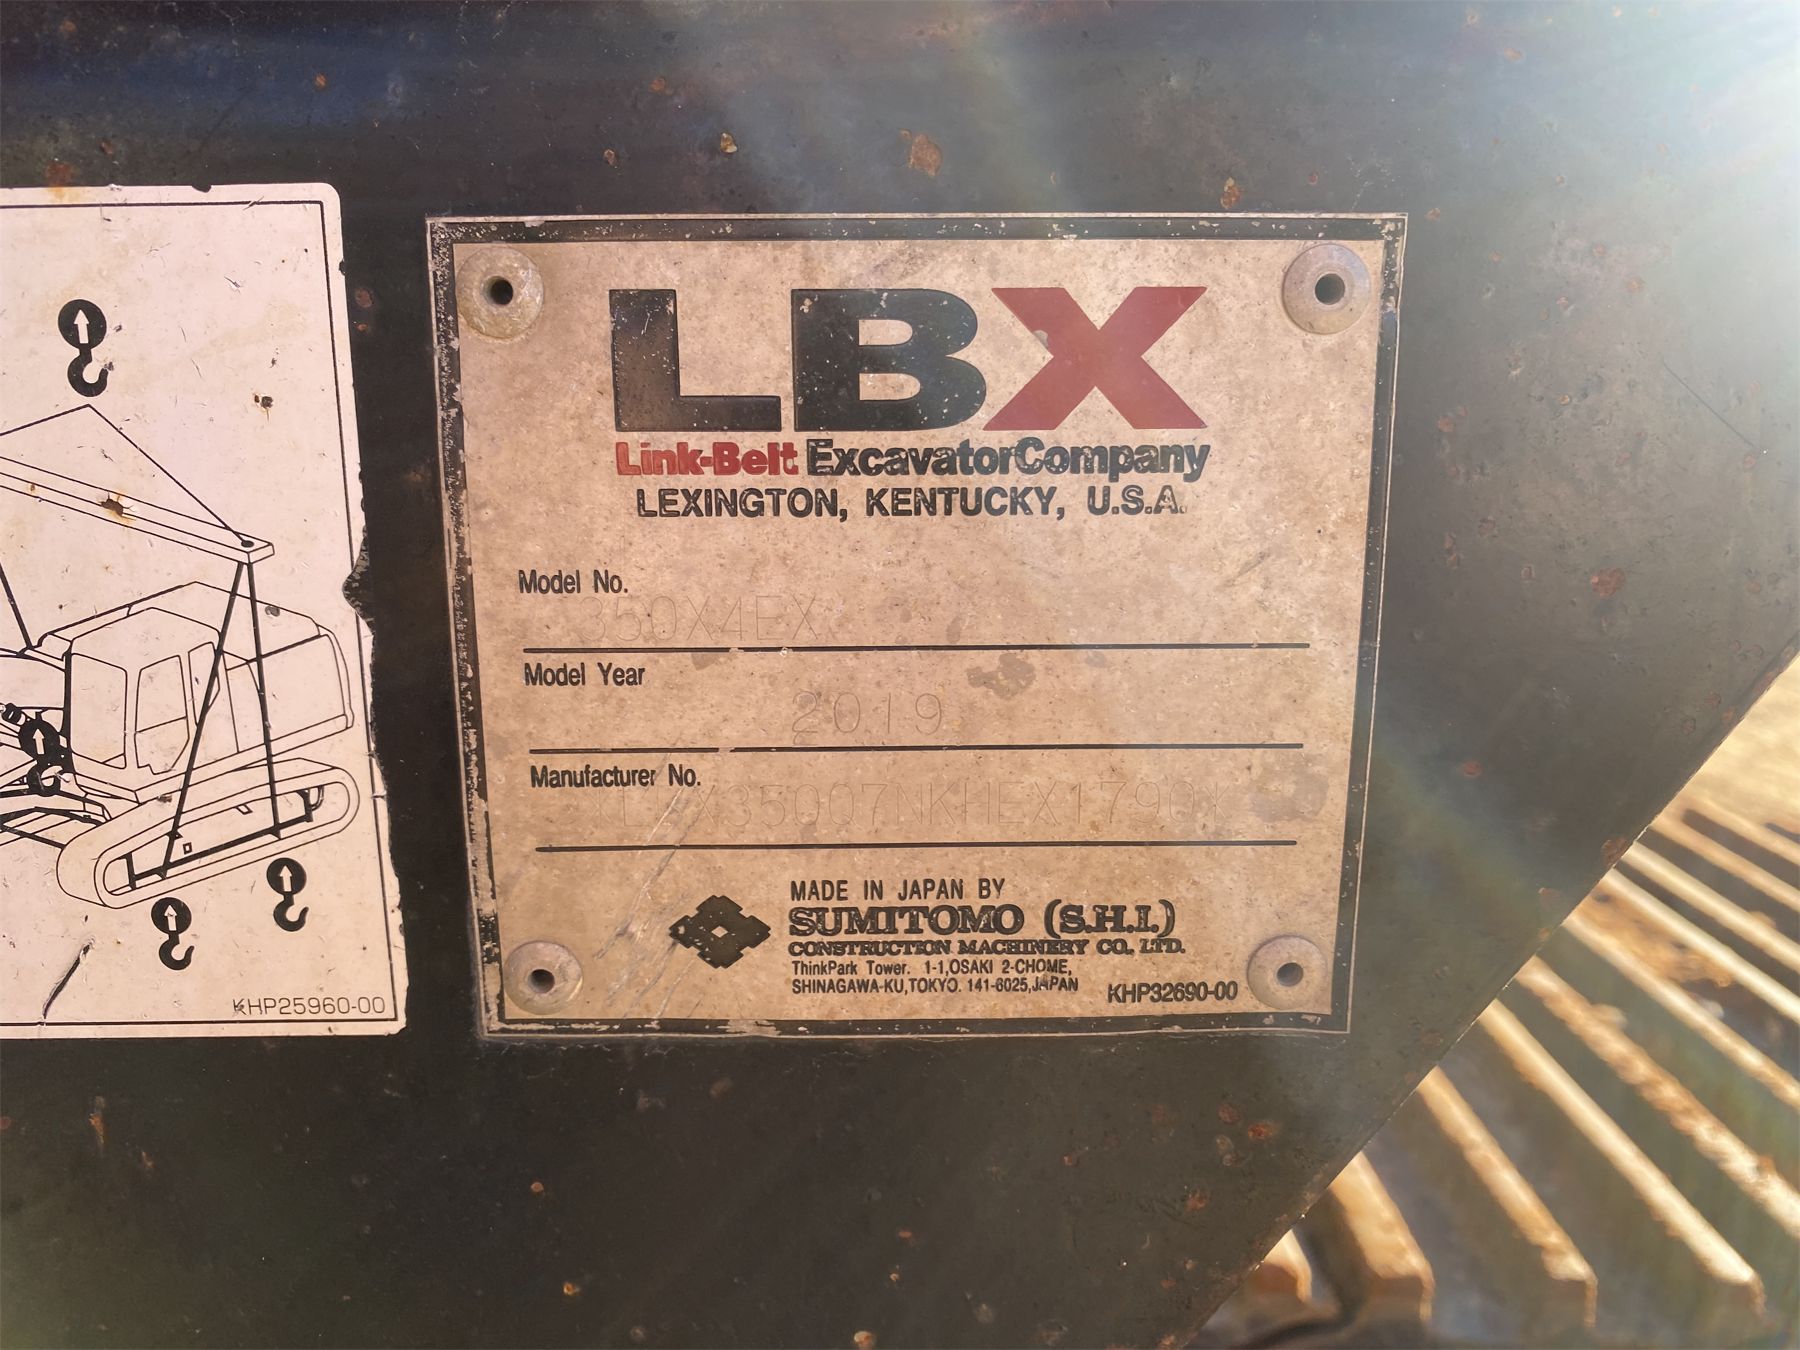 LBX
Link-Belt ExcavatorCompany
LEXINGTON, KENTUCKY, U.S.A.
Model No.
350X4EX
Model Year
2019
Manufacturer No.
MADE IN JAPAN BY
SUMITOMO (S.H.I.)
CONSTRUCTION MACHINERY CO., LTD.
ThinkPark Tower. 1-1,OSAKI 2-CHOME,
SHINAGAWA-KU,TOKYO. 141-6025,JAPAN
KHP32690-00
KHP25960-00